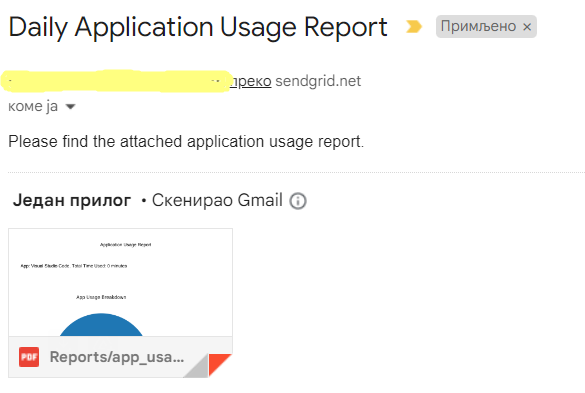 Daily Application Usage Report
Примљено ×
преко sendgrid.net
коме ја
Please find the attached application usage report.
Један прилог • Скенирао Gmail
Application Usage Report
App: Visual Studio Code Total Time Used: 0 minutes
App Usage Breakdown
PDF Reports/app_usa...